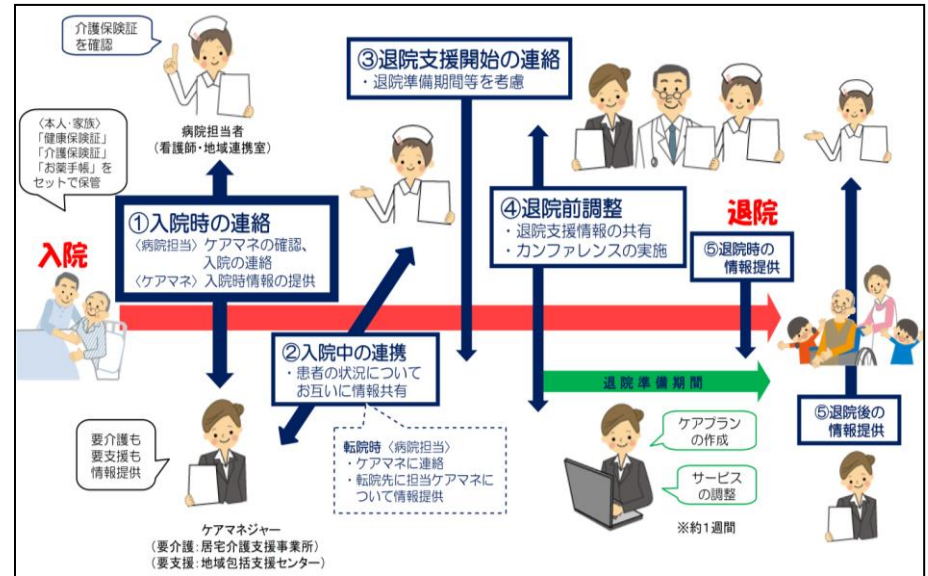 介護保険証
を確認
病院担当者
（看護師・地域連携室）
〈本人・家族〉
「健康保険証」
「介護保険証」
「お薬手帳」を
セットで保管
入院
①入院時の連絡
〈病院担当〉ケアマネの確認、
入院の連絡
〈ケアマネ〉入院時情報の提供
②入院中の連携
・患者の状況について
お互いに情報共有
転院時〈病院担当〉
・ケアマネに連絡
・転院先に担当ケアマネに
ついて情報提供
要介護も
要支援も
情報提供
ケアマネジャー
（要介護：居宅介護支援事業所）
（要支援：地域包括支援センター）
③退院支援開始の連絡
・退院準備期間等を考慮
④退院前調整
・退院支援情報の共有
・カンファレンスの実施
退院
⑤退院時の
情報提供
退院準備期間
ケアプラン
の作成
サービス
の調整
※約1週間
⑤退院後の
情報提供